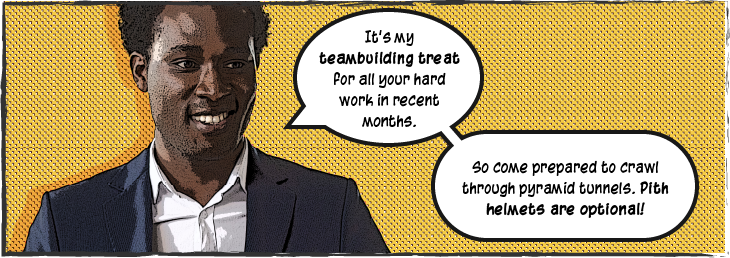 It's my
teambuilding treat
for all your hard
work in recent
months.
So come prepared to crawl
through pyramid tunnels. Pith
helmets are optional!